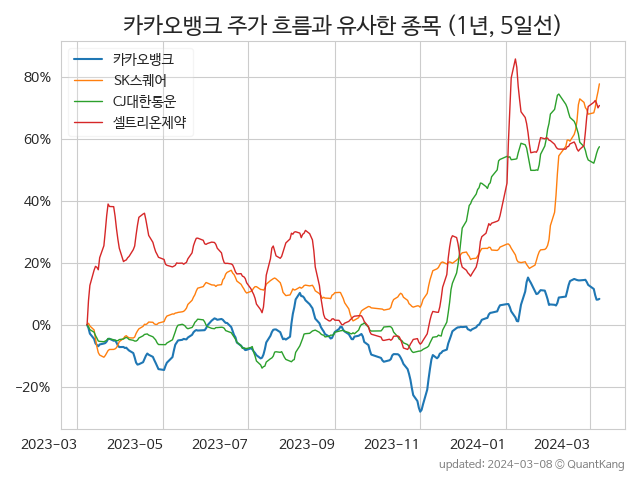 카카오뱅크 주가 흐름과 유사한 종목 (1년, 5일선)
카카오뱅크
SK스퀘어
CJ대한통운
셀트리온제약
80%
60%
40%
20%
0%
−20%
2023−03 2023−05 2023−07 2023−09 2023−11 2024−01 2024−03
updated: 2024-03-08 © QuantKang